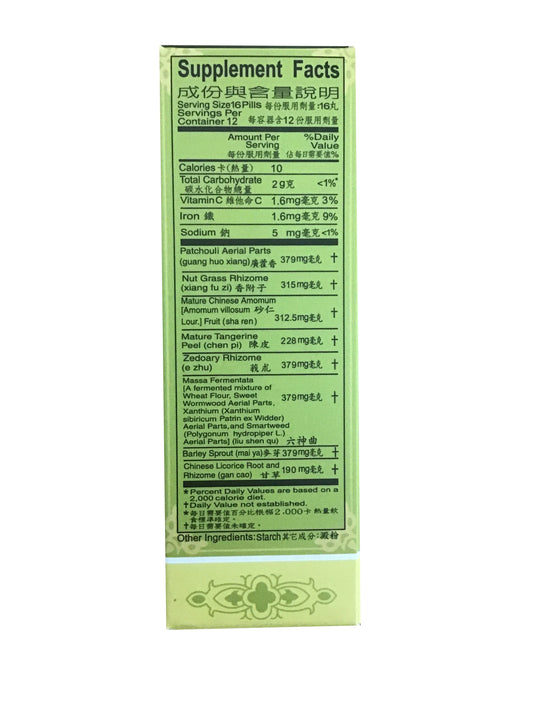 Supplement Facts
成份與含量說明
Serving Size16Pills 每份服用劑量:16丸
Servings Per
Container 12 每容器含12份服用劑量
Amount Per
Serving
每份服用劑量
%Daily
Value
佔每日需要值%
Calories 卡(熱量) 10
Total Carbohydrate
碳水化合物總量 2g克 <1%*
Vitamin C 維他命C 1.6mg毫克 3%
Iron 鐵 1.6mg毫克 9%
Sodium 鈉 5 mg毫克 <1%
Patchouli Aerial Parts
(guang huo xiang) 廣藿香 379mg毫克 †
Nut Grass Rhizome
(xiang fu zi) 香附子 315mg毫克 †
Mature Chinese Amomum
[Amomum villosum 砂仁
Lour.] Fruit (sha ren) 312.5mg毫克 †
Mature Tangerine
Peel (chen pi) 陳皮 228mg毫克 †
Zedoary Rhizome
(e zhu) 莪朮 379mg毫克 †
Massa Fermentata
[A fermented mixture of
Wheat Flour, Sweet
Wormwood Aerial Parts,
Xanthium (Xanthium
sibiricum Patrin ex Widder)
Aerial Parts,and Smartweed
(Polygonum hydropiper L.)
Aerial Parts] (liu shen qu) 六神曲 379mg毫克 †
Barley Sprout (mai ya) 麥芽 379mg毫克 †
Chinese Licorice Root and
Rhizome (gan cao) 甘草 190mg毫克 †
*Percent Daily Values are based on a
2,000 calorie diet.
†Daily Value not established.
*每日需要值百分比根據2,000卡熱量飲
食標準確定。
†每日需要值未確定。
Other Ingredients:Starch其它成分:澱粉